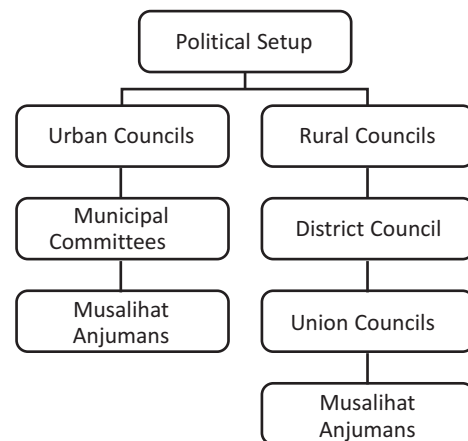 Political Setup
Urban Councils
Rural Councils
Municipal
Committees
District Council
Musalihat
Anjumans
Union Councils
Musalihat
Anjumans